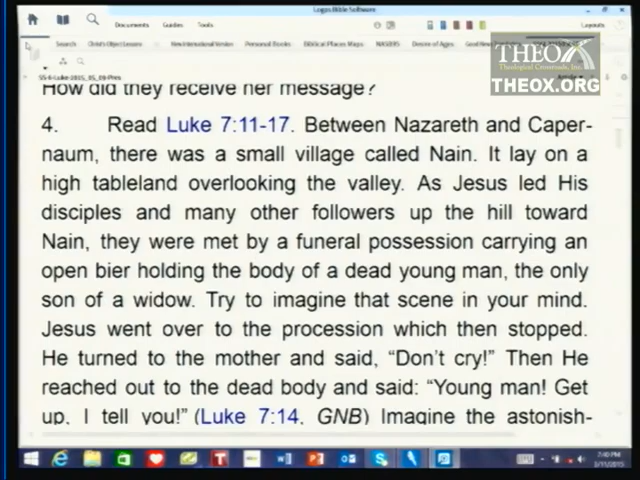 Logos Bible Software
Documents Guides Tools
Layouts
Search Christ's Object Lessons New International Version Personal Books Biblical Places Maps NASB95 Desire of Ages
THEOX
THEOX.ORG
How did they receive her message?
4. Read Luke 7:11-17. Between Nazareth and Caper-
naum, there was a small village called Nain. It lay on a
high tableland overlooking the valley. As Jesus led His
disciples and many other followers up the hill toward
Nain, they were met by a funeral possession carrying an
open bier holding the body of a dead young man, the only
son of a widow. Try to imagine that scene in your mind.
Jesus went over to the procession which then stopped.
He turned to the mother and said, “Don’t cry!” Then He
reached out to the dead body and said: “Young man! Get
up, I tell you!” (Luke 7:14, GNB) Imagine the astonish-
7:40 PM